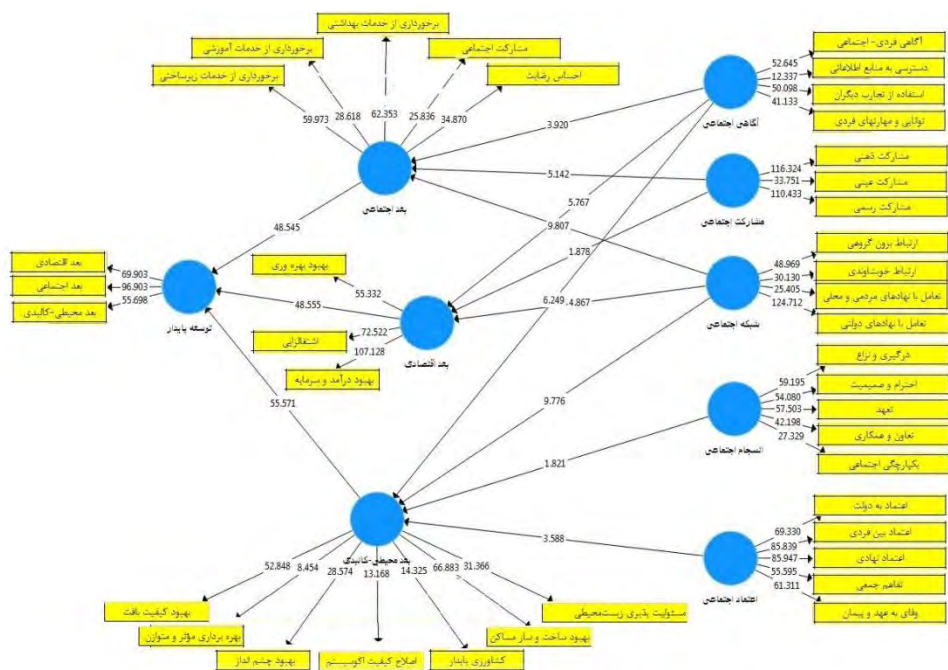 برخورداری از خدمات بهداشتی
برخورداری از خدمات آموزشی
مشارکت اجتماعی
برخورداری از خدمات زیرساختی
احساس رضایت
59.973
28.618
62.353
25.836
34.870
بعد اجتماعی
آگاهی فردی- اجتماعی
دسترسی به منابع اطلاعاتی
استفاده از تجارب دیگران
توانایی و مهارتهای فردی
52.645
12.337
50.098
41.133
آگاهی اجتماعی
3.920
5.142
5.767
9.807
1.878
6.249
4.867
مشارکت ذهنی
مشارکت عینی
مشارکت رسمی
116.324
33.751
110.433
مشارکت اجتماعی
ارتباط برون گروهی
ارتباط خویشاوندی
تعامل با نهادهای مردمی و محلی
تعامل با نهادهای دولتی
48.969
30.130
25.405
124.712
شبکه اجتماعی
48.545
48.555
55.571
بعد اقتصادی
بعد اجتماعی
بعد محیطی-کالبدی
69.903
96.903
55.698
توسعه پایدار
بهبود بهره وری
اشتغالزایی
بهبود درآمد و سرمایه
55.332
72.522
107.128
بعد اقتصادی
9.776
1.821
3.588
درگیری و نزاع
احترام و صمیمیت
تعهد
تعاون و همکاری
یکپارچگی اجتماعی
59.195
54.080
57.503
42.198
27.329
انسجام اجتماعی
اعتماد به دولت
اعتماد بین فردی
اعتماد نهادی
تفاهم جمعی
وفای به عهد و پیمان
69.330
85.839
85.947
55.595
61.311
اعتماد اجتماعی
بعد محیطی-کالبدی
52.848
8.454
28.574
13.168
14.325
66.883
31.366
بهبود کیفیت بافت
بهره برداری مؤثر و متوازن
بهبود چشم انداز
اصلاح کیفیت اکوسیستم
کشاورزی پایدار
بهبود ساخت و ساز مساکن
مسئولیت پذیری زیست‌محیطی